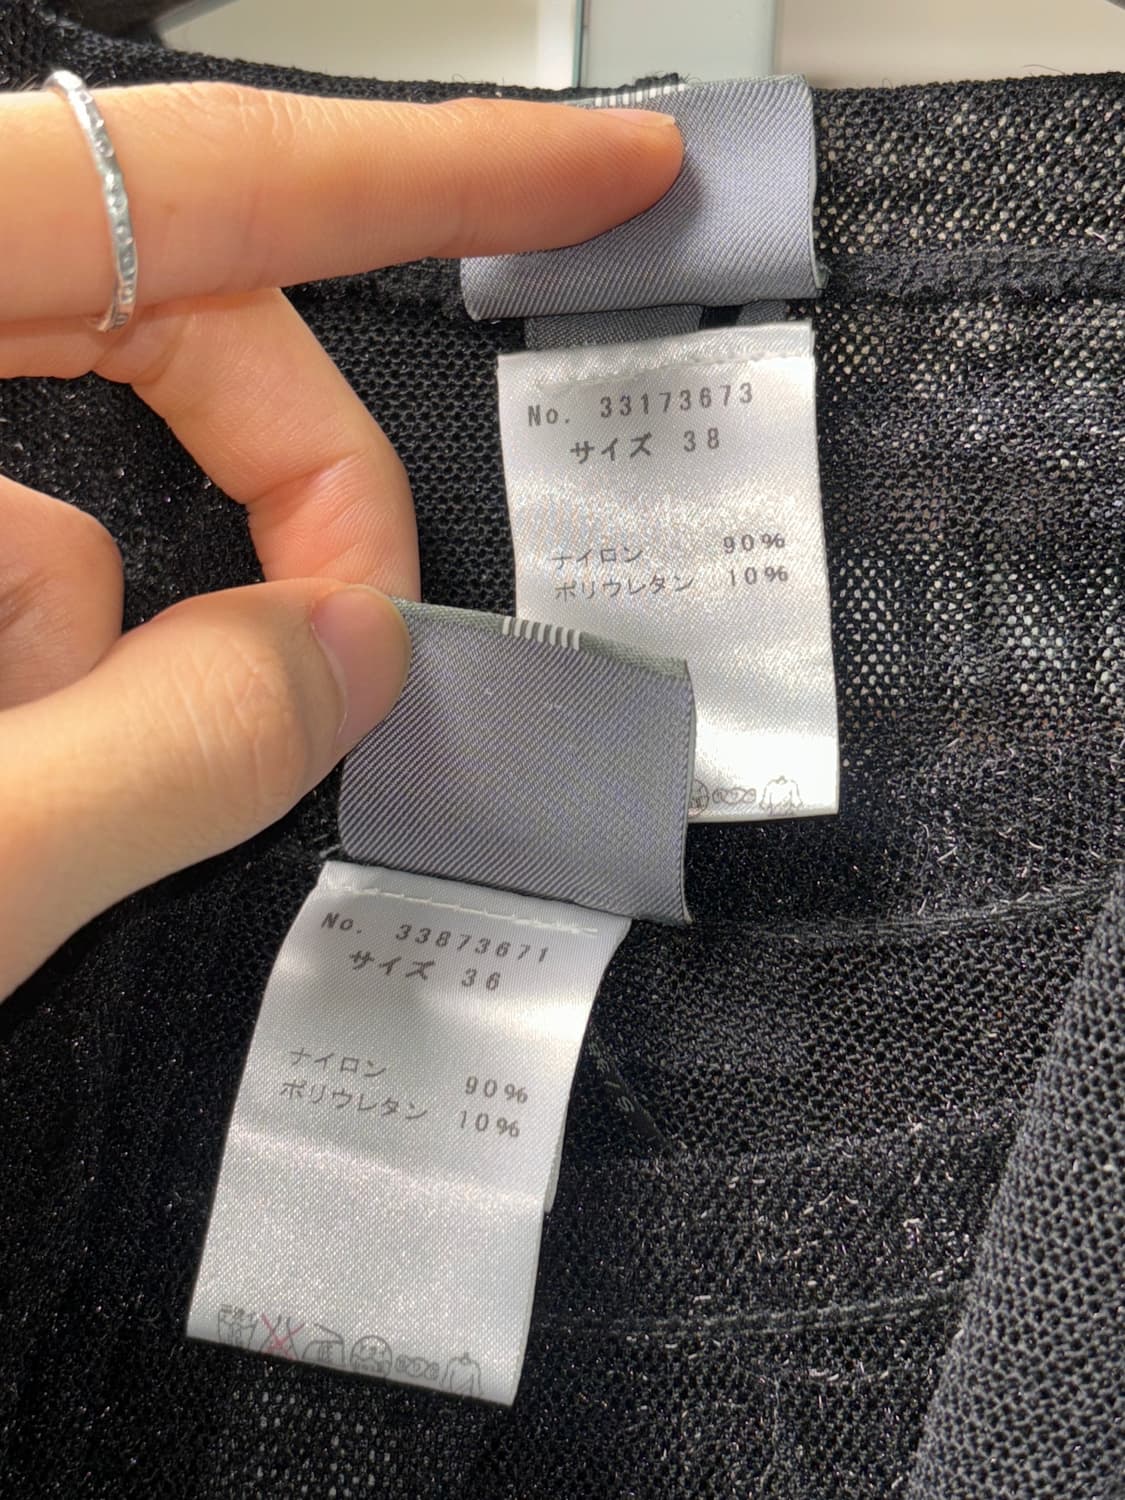 No. 33173673
サイズ 38
ナイロン 90%
ポリウレタン 10%
No. 33873671
サイズ 36
ナイロン 90%
ポリウレタン 10%